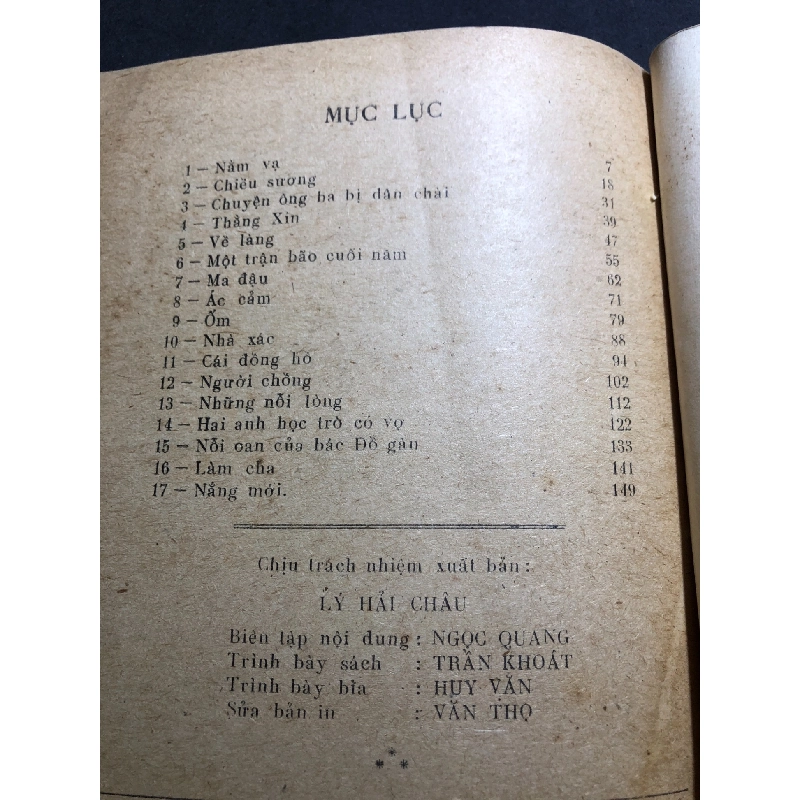 MỤC LỤC
1 — Nằm vạ 7
2 — Chiều sương 18
3 — Chuyện ông ba bị dân chài 31
4 — Thằng Xin 39
5 — Về làng 47
6 — Một trận bão cuối năm 55
7 — Ma đậu 62
8 — Ác cảm 71
9 — Ốm 79
10 — Nhà xác 88
11 — Cái đồng hồ 94
12 — Người chồng 102
13 — Những nỗi lòng 112
14 — Hai anh học trò có vợ 122
15 — Nỗi oan của bác Đồ gàn 133
16 — Làm cha 141
17 — Nắng mới. 149
Chịu trách nhiệm xuất bản :
LÝ HẢI CHÂU
Biên tập nội dung : NGỌC QUANG
Trình bày sách : TRẦN KHOÁT
Trình bày bìa : HUY VĂN
Sửa bản in : VĂN THỌ